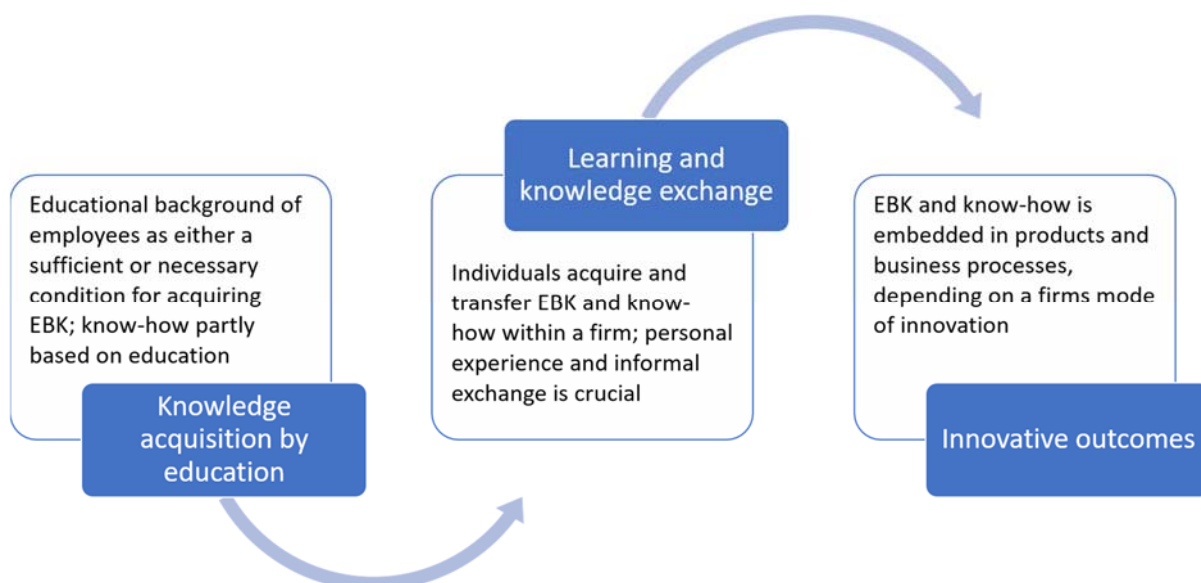 Educational background of
employees as either a
sufficient or necessary
condition for acquiring
EBK; know-how partly
based on education
Knowledge
acquisition by
education
Learning and
knowledge exchange
Individuals acquire and
transfer EBK and know-
how within a firm; personal
experience and informal
exchange is crucial
EBK and know-how is
embedded in products and
business processes,
depending on a firms mode
of innovation
Innovative outcomes